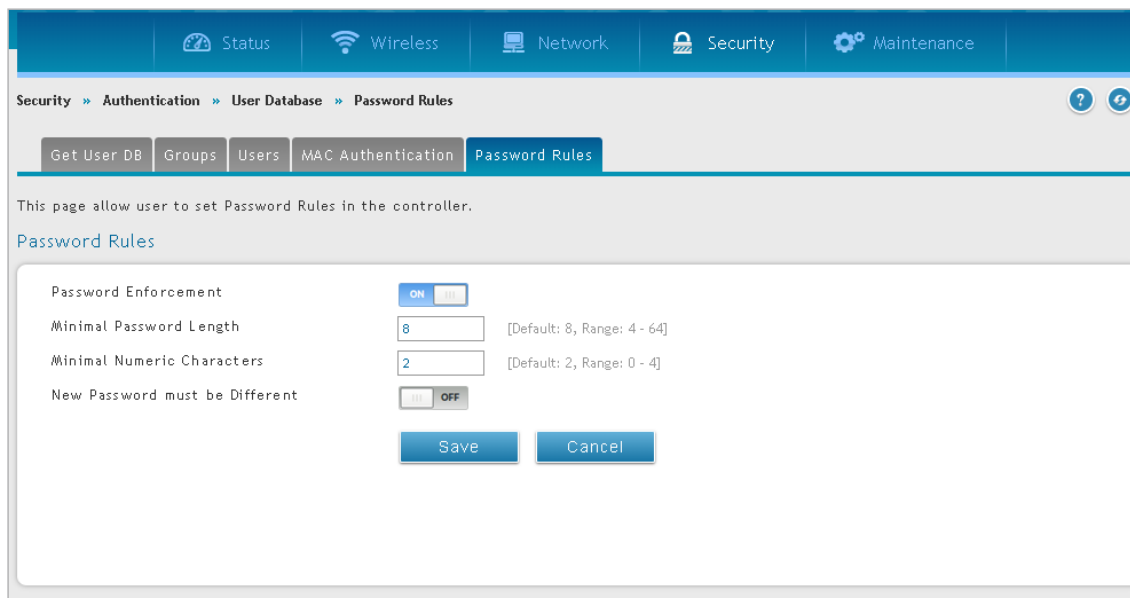 Status Wireless Network Security Maintenance
Security » Authentication » User Database » Password Rules
Get User DB Groups Users MAC Authentication Password Rules
This page allow user to set Password Rules in the controller.
Password Rules
Password Enforcement ON
Minimal Password Length 8 [Default: 8, Range: 4 - 64]
Minimal Numeric Characters 2 [Default: 2, Range: 0 - 4]
New Password must be Different OFF
Save Cancel